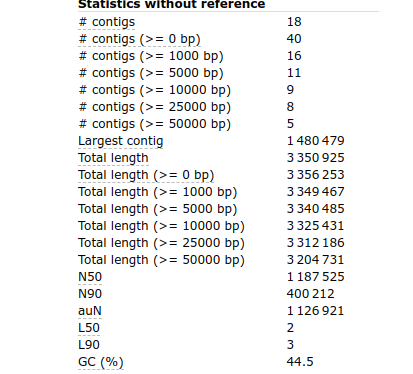 Statistics without reference
# contigs 18
# contigs (>= 0 bp) 40
# contigs (>= 1000 bp) 16
# contigs (>= 5000 bp) 11
# contigs (>= 10000 bp) 9
# contigs (>= 25000 bp) 8
# contigs (>= 50000 bp) 5
Largest contig 1 480 479
Total length 3 350 925
Total length (>= 0 bp) 3 356 253
Total length (>= 1000 bp) 3 349 467
Total length (>= 5000 bp) 3 340 485
Total length (>= 10000 bp) 3 325 431
Total length (>= 25000 bp) 3 312 186
Total length (>= 50000 bp) 3 204 731
N50 1 187 525
N90 400 212
auN 1 126 921
L50 2
L90 3
GC (%) 44.5